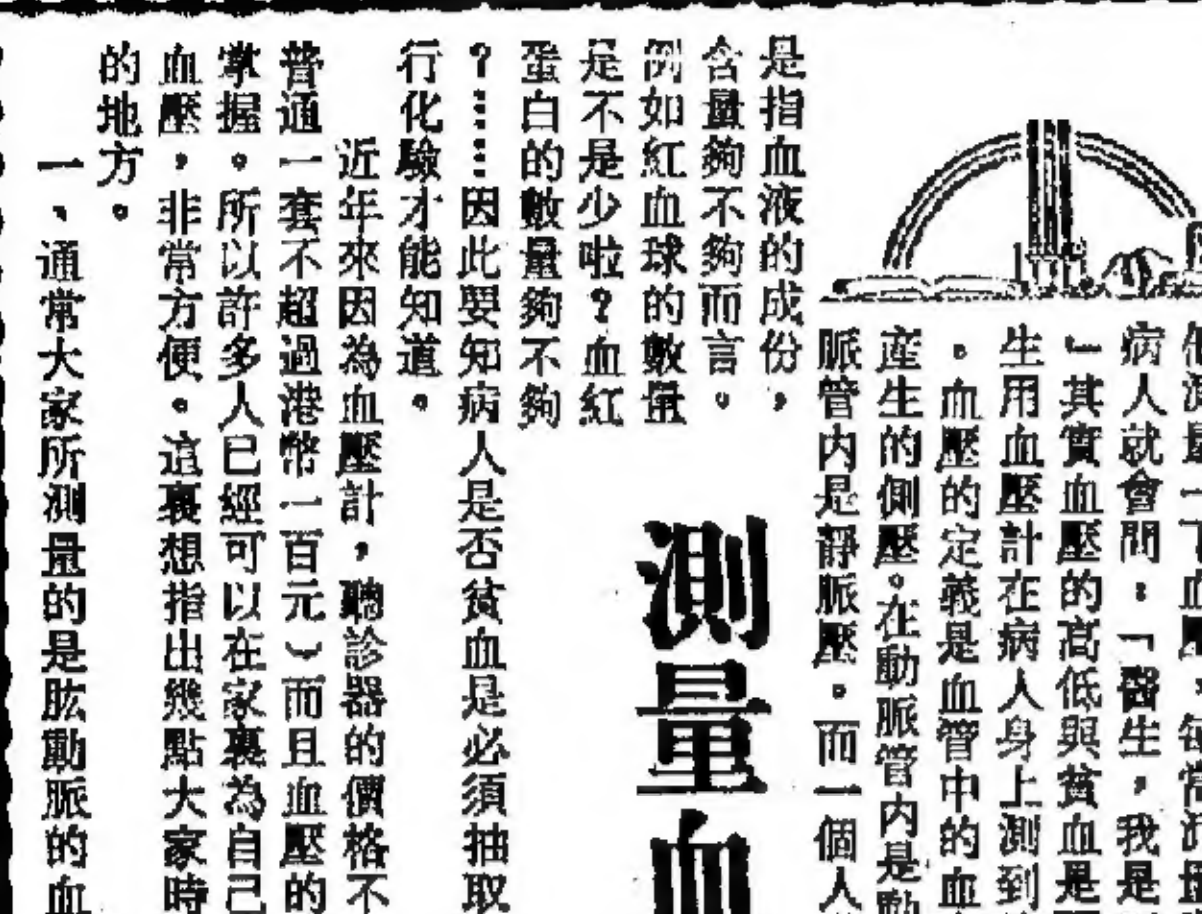 病人就會問：「醫生，我是
一其實血壓的高低與貧血是
生用血壓計在病人身上測到
。血壓的定義是血管中的血
產生的側壓。在動脈管內是動
脈管內是靜脈壓。而一個人
測量血
是指血液的成份，
含量夠不夠而言。
例如紅血球的數量
是不是少啦？血紅
蛋白的數量夠不夠
？……因此要知病人是否貧血是必須抽取
行化驗才能知道。
近年來因為血壓計，聽診器的價格不
普通一套不超過港幣一百元）而且血壓的
掌握。所以許多人已經可以在家裏為自己
血壓，非常方便。這裏想指出幾點大家時
的地方。
一、通常大家所測量的是肱動脈的血